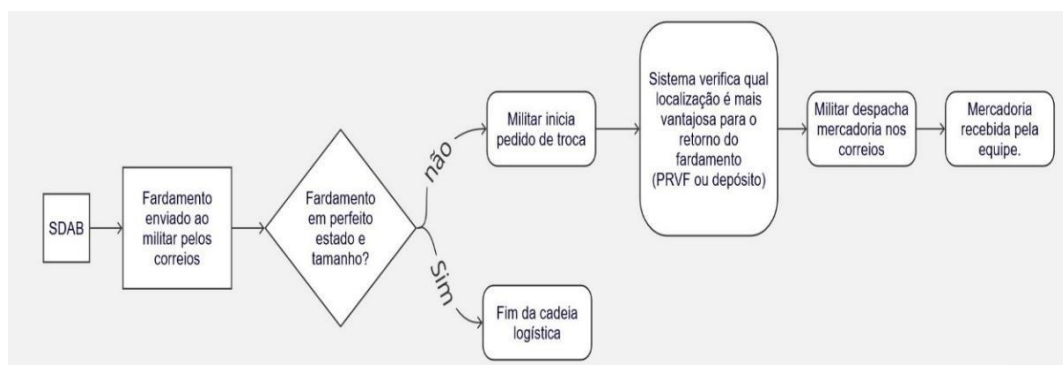 SDAB
Fardamento
enviado ao
militar pelos
correios
Fardamento
em perfeito
estado e
tamanho?
não
Sim
Militar inicia
pedido de troca
Sistema verifica qual
localização é mais
vantajosa para o
retorno do
fardamento
(PRVF ou depósito)
Militar despacha
mercadoria nos
correios
Mercadoria
recebida pela
equipe.
Fim da cadeia
logística